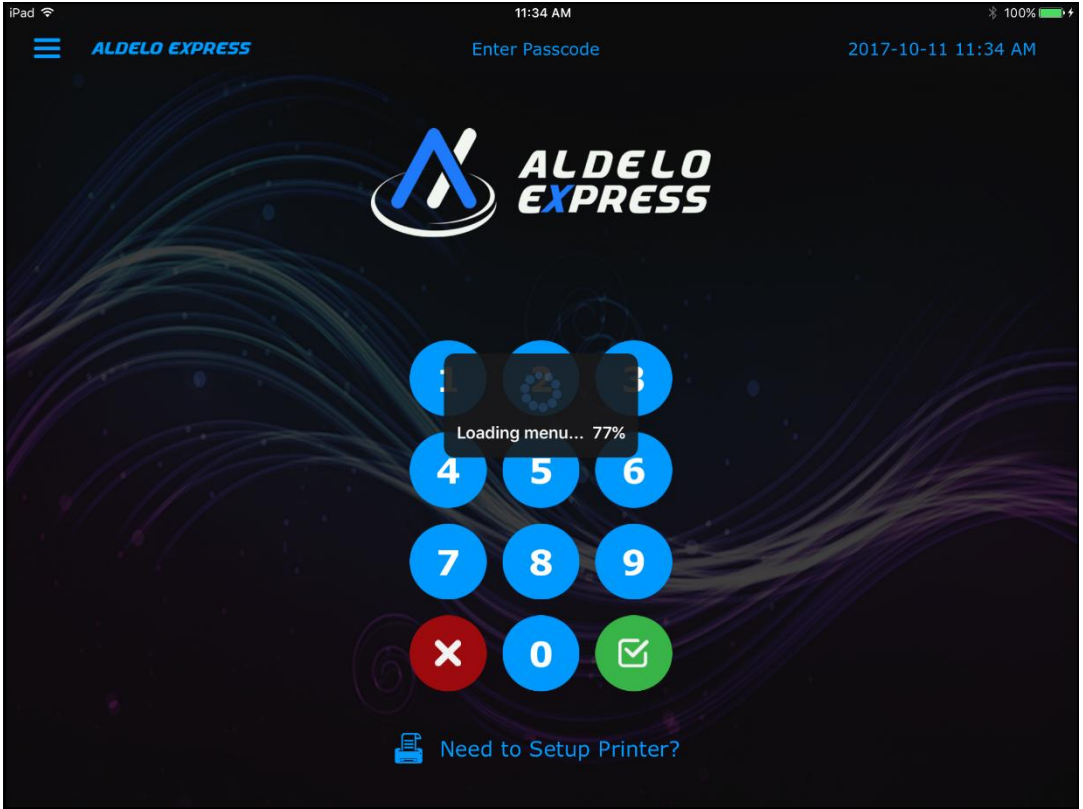 iPad 11:34 AM 100%
ALDELO EXPRESS Enter Passcode 2017-10-11 11:34 AM
ALDELO
EXPRESS
1 2 3
Loading menu... 77%
4 5 6
7 8 9
0
Need to Setup Printer?